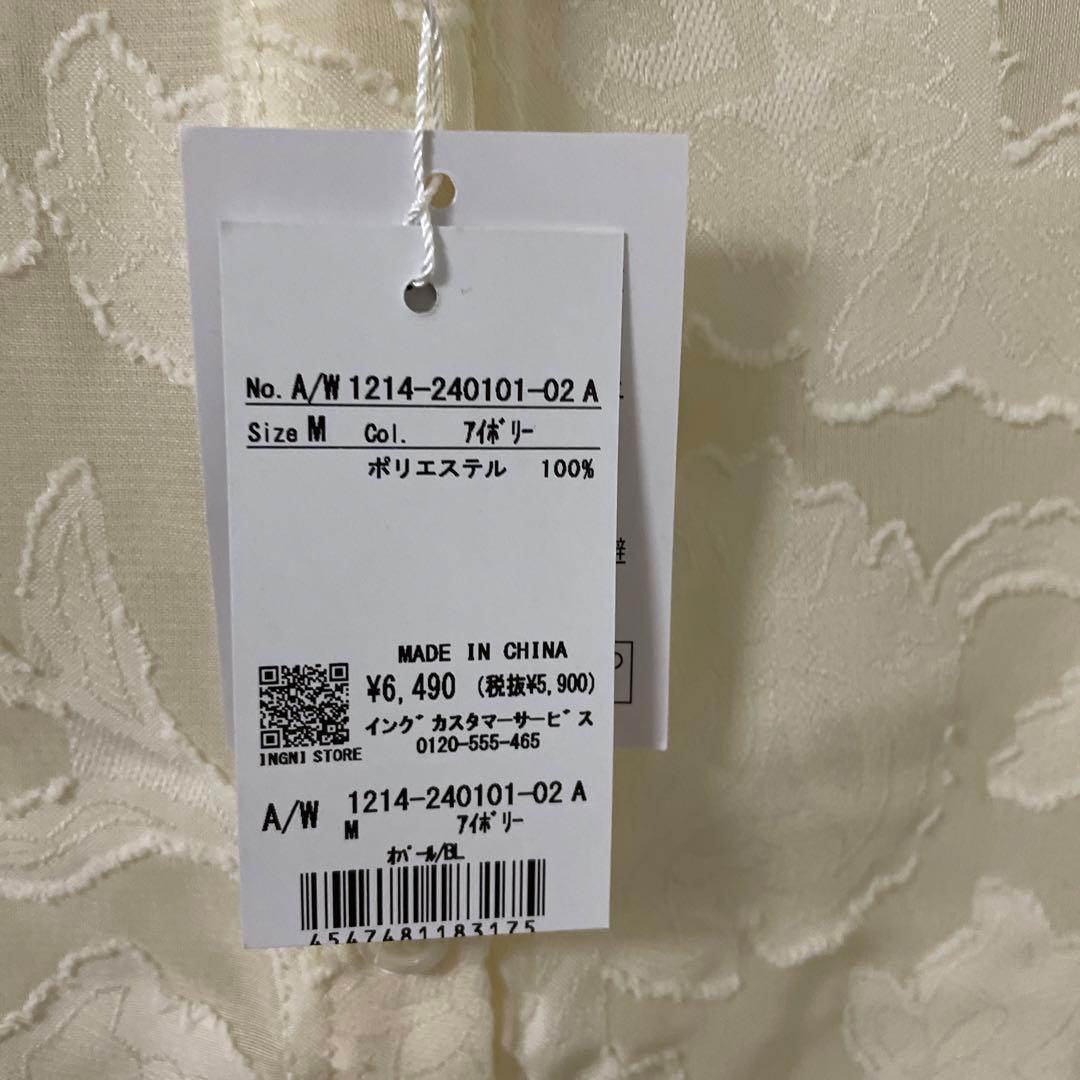 No. A/W 1214-240101-02 A
Size M Col. ｱｲﾎﾞﾘｰ
ポリエステル 100%
避
MADE IN CHINA
¥6,490 (税抜¥5,900)
イング カスタマーサービス
0120-555-465
INGNI STORE
A/W 1214-240101-02 A
M ｱｲﾎﾞﾘｰ
ｵﾊﾟｰﾙ/BL
4547481183175